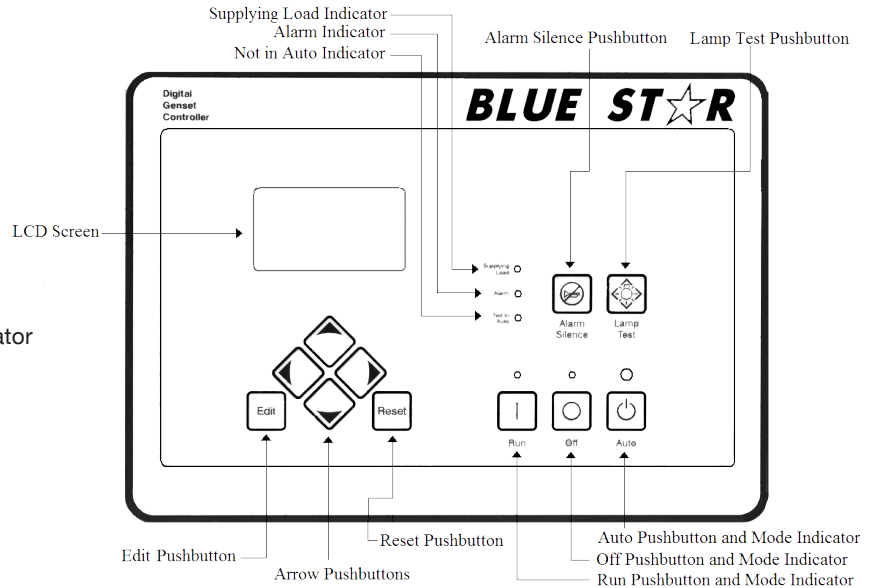 Supplying Load Indicator
Alarm Indicator
Not in Auto Indicator
Alarm Silence Pushbutton
Lamp Test Pushbutton
Digital
Genset
Controller
BLUE ST☆R
LCD Screen
Supplying
Load
Alarm
Not in
Auto
Alarm
Silence
Lamp
Test
ator
Edit
Reset
Run
Off
Auto
Edit Pushbutton
Arrow Pushbuttons
Reset Pushbutton
Auto Pushbutton and Mode Indicator
Off Pushbutton and Mode Indicator
Run Pushbutton and Mode Indicator